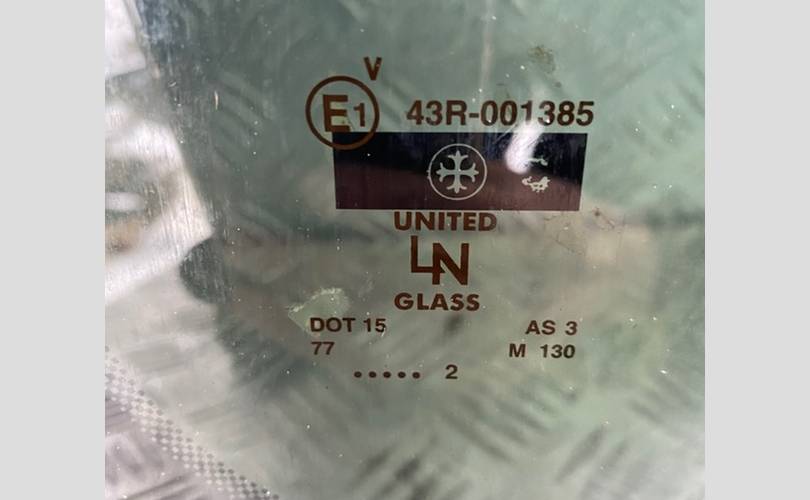 V
E1 43R-001385
UNITED
LN
GLASS
DOT 15 AS 3
77 M 130
..... 2